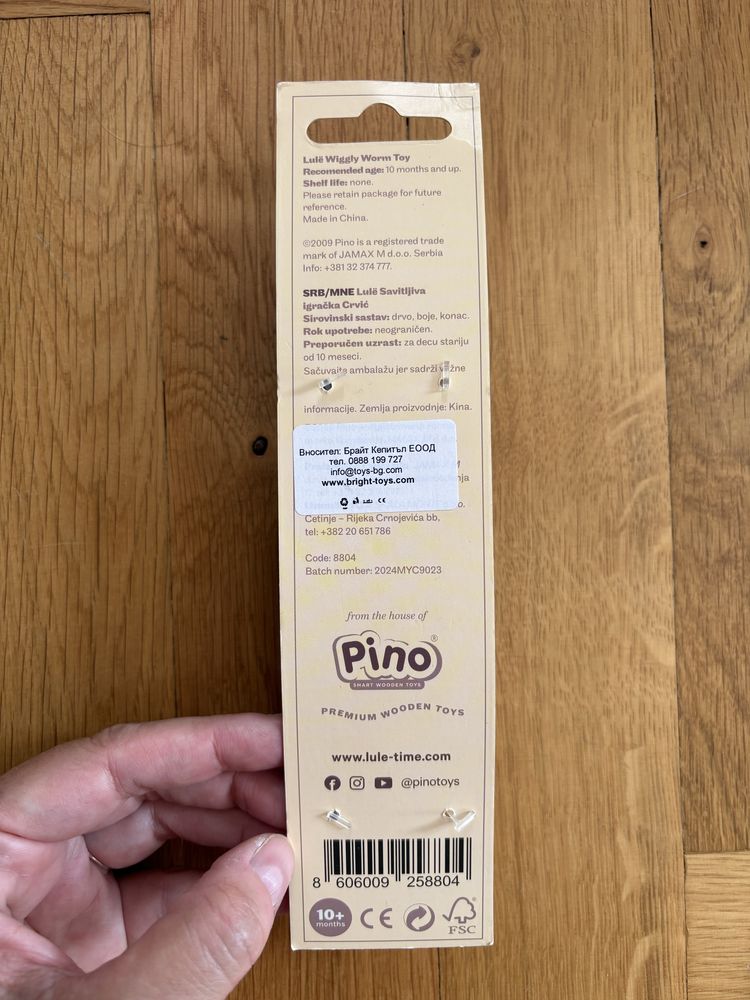 Lulë Wiggly Worm Toy
Recomended age: 10 months and up.
Shelf life: none.
Please retain package for future
reference.
Made in China.
©2009 Pino is a registered trade
mark of JAMAX M d.o.o. Serbia
Info: +381 32 374 777.
SRB/MNE Lulë Savitljiva
igračka Crvić
Sirovinski sastav: drvo, boje, konac.
Rok upotrebe: neograničen.
Preporučen uzrast: za decu stariju
od 10 meseci.
Sačuvajte ambalažu jer sadrži važne
informacije. Zemlja proizvodnje: Kina.
Вносител: Брайт Кепитъл ЕООД
тел. 0888 199 727
info@toys-bg.com
www.bright-toys.com
CE
Cetinje – Rijeka Crnojevića bb,
tel: +382 20 651 786
Code: 8804
Batch number: 2024MYC9023
from the house of
Pino®
SMART WOODEN TOYS
PREMIUM WOODEN TOYS
www.lule-time.com
@pinotoys
8 606009 258804
10+
months
CE
FSC